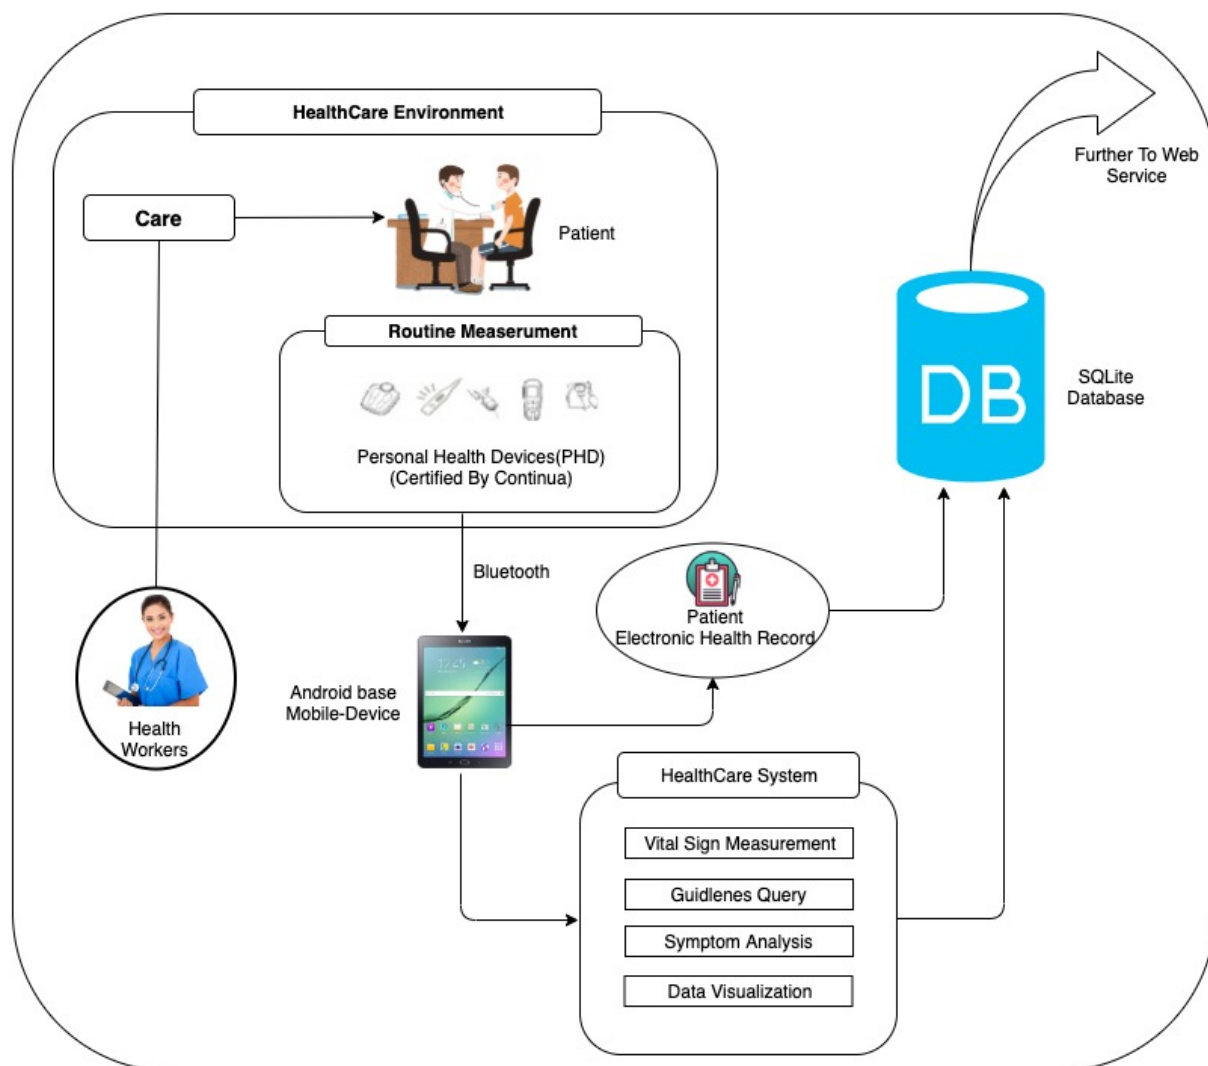 HealthCare Environment
Care
Patient
Routine Measerument
Personal Health Devices(PHD)
(Certified By Continua)
Further To Web
Service
DB
SQLite
Database
Bluetooth
Patient
Electronic Health Record
Android base
Mobile-Device
12:45
Health
Workers
HealthCare System
Vital Sign Measurement
Guidlenes Query
Symptom Analysis
Data Visualization